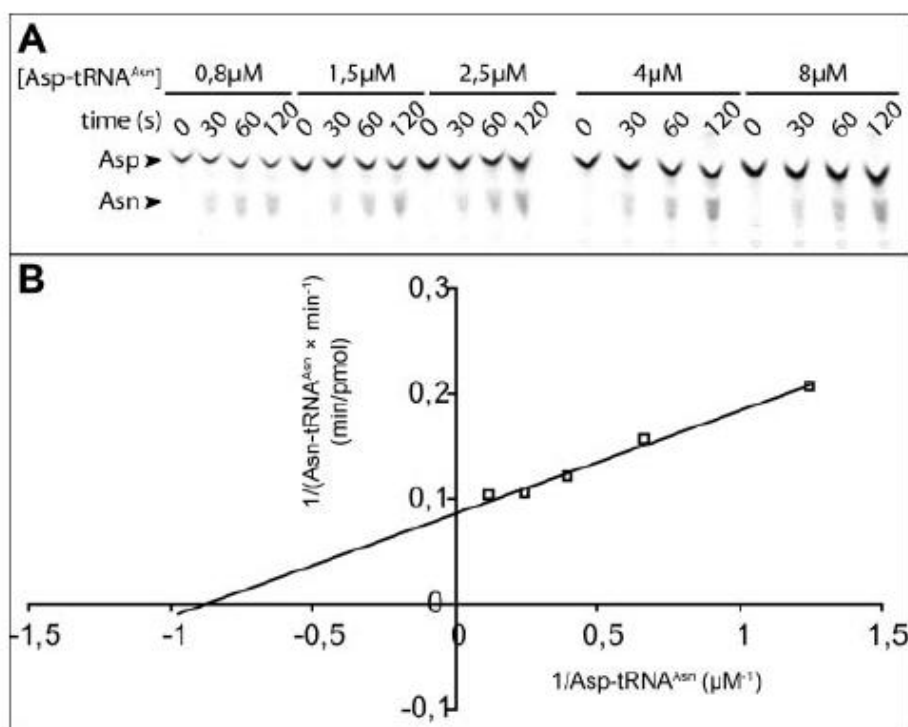 A
[Asp-tRNAᴬˢⁿ] 0,8µM 1,5µM 2,5µM 4µM 8µM
time (s) 0 30 60 120 0 30 60 120 0 30 60 120 0 30 60 120 0 30 60 120
Asp➤
Asn➤
B
1/(Asn-tRNAᴬˢⁿ × min⁻¹)
(min/pmol)
0,3
0,2
0,1
0
-0,1
-1,5 -1 -0,5 0 0,5 1 1,5
1/Asp-tRNAᴬˢⁿ (µM⁻¹)